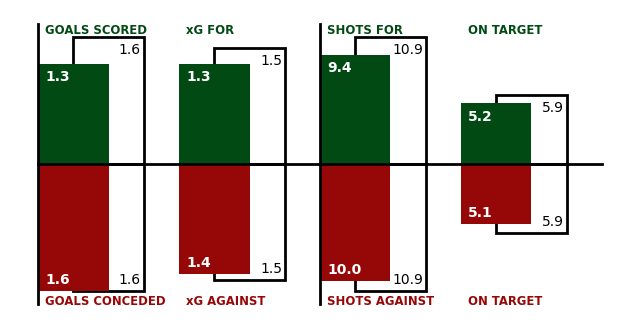 GOALS SCORED xG FOR SHOTS FOR ON TARGET
1.6 1.5 10.9 5.9
1.3 1.3 9.4 5.2
1.6 1.4 10.0 5.1
1.6 1.5 10.9 5.9
GOALS CONCEDED xG AGAINST SHOTS AGAINST ON TARGET